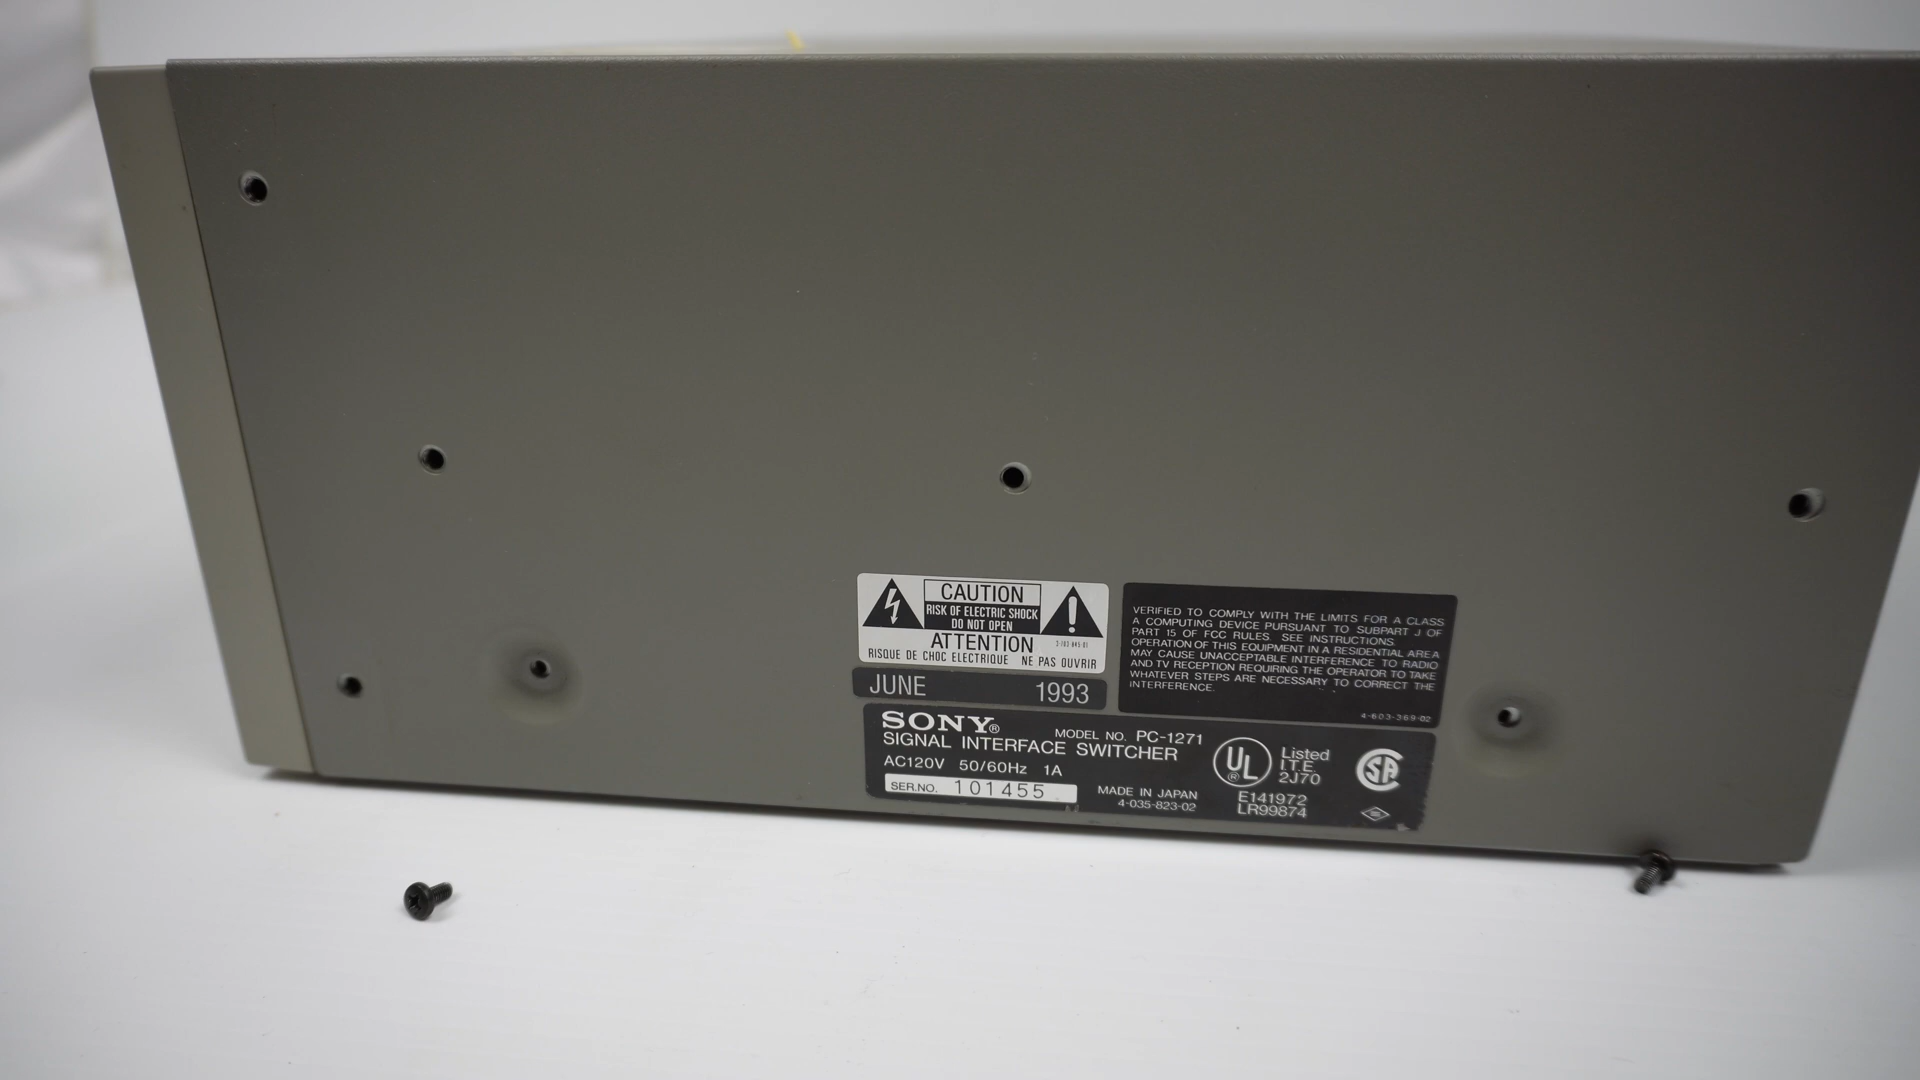 CAUTION
RISK OF ELECTRIC SHOCK
DO NOT OPEN
ATTENTION
RISQUE DE CHOC ELECTRIQUE NE PAS OUVRIR
JUNE 1993
VERIFIED TO COMPLY WITH THE LIMITS FOR A CLASS
A COMPUTING DEVICE PURSUANT TO SUBPART J OF
PART 15 OF FCC RULES. SEE INSTRUCTIONS.
OPERATION OF THIS EQUIPMENT IN A RESIDENTIAL AREA
MAY CAUSE UNACCEPTABLE INTERFERENCE TO RADIO
AND TV RECEPTION REQUIRING THE OPERATOR TO TAKE
WHATEVER STEPS ARE NECESSARY TO CORRECT THE
INTERFERENCE.
4-603-369-02
SONY® MODEL NO. PC-1271
SIGNAL INTERFACE SWITCHER
AC120V 50/60Hz 1A
SER.NO. 101455
MADE IN JAPAN
4-035-823-02
UL ®
Listed
I.T.E.
2J70
E141972
LR99874
SA